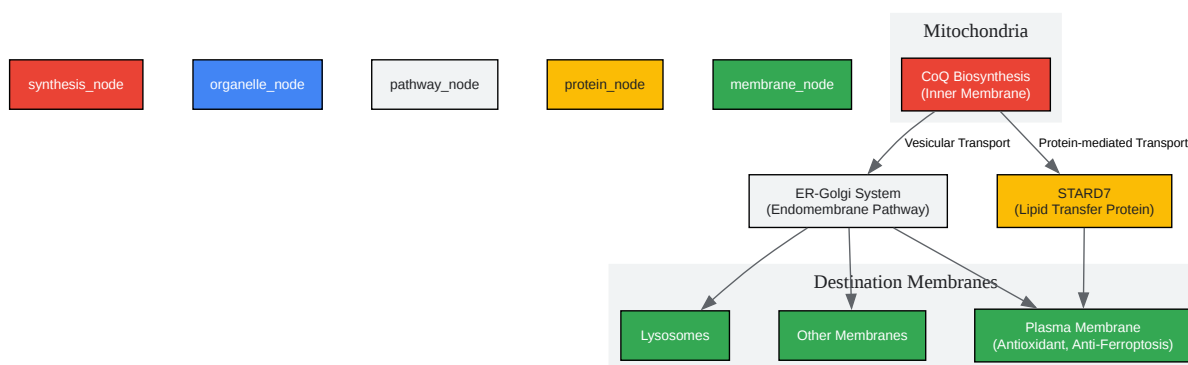 Mitochondria
synthesis_node
organelle_node
pathway_node
protein_node
membrane_node
CoQ Biosynthesis
(Inner Membrane)
Vesicular Transport
Protein-mediated Transport
ER-Golgi System
(Endomembrane Pathway)
STARD7
(Lipid Transfer Protein)
Destination Membranes
Lysosomes
Other Membranes
Plasma Membrane
(Antioxidant, Anti-Ferroptosis)